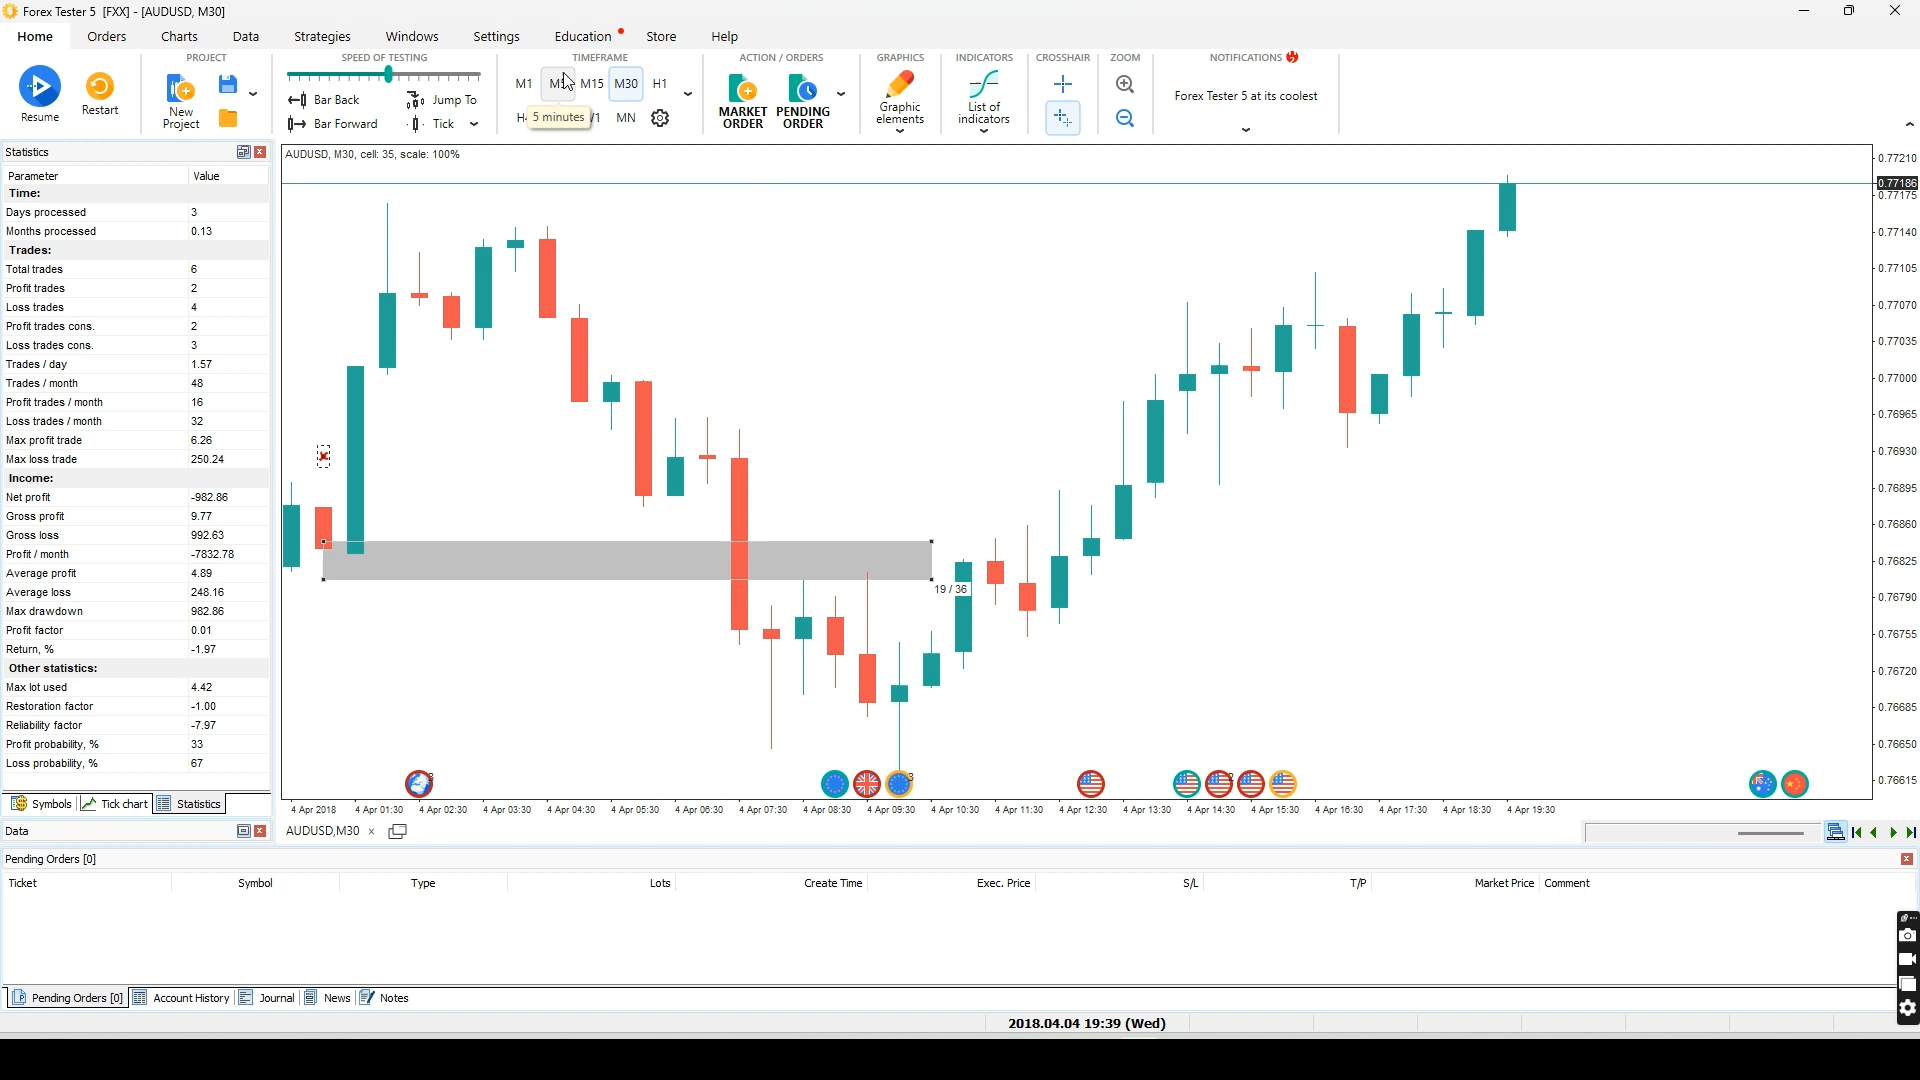 Forex Tester 5 [FXX] - [AUDUSD, M30]
Home Orders Charts Data Strategies Windows Settings Education Store Help
PROJECT SPEED OF TESTING TIMEFRAME ACTION / ORDERS GRAPHICS INDICATORS CROSSHAIR ZOOM NOTIFICATIONS
Resume Restart New Project
Bar Back Jump To
Bar Forward Tick
M1 M5 M15 M30 H1
5 minutes MN
MARKET ORDER PENDING ORDER
Graphic elements
List of indicators
Forex Tester 5 at its coolest
Statistics
Parameter Value
Time:
Days processed 3
Months processed 0.13
Trades:
Total trades 6
Profit trades 2
Loss trades 4
Profit trades cons. 2
Loss trades cons. 3
Trades / day 1.57
Trades / month 48
Profit trades / month 16
Loss trades / month 32
Max profit trade 6.26
Max loss trade 250.24
Income:
Net profit -982.86
Gross profit 9.77
Gross loss 992.63
Profit / month -7832.78
Average profit 4.89
Average loss 248.16
Max drawdown 982.86
Profit factor 0.01
Return, % -1.97
Other statistics:
Max lot used 4.42
Restoration factor -1.00
Reliability factor -7.97
Profit probability, % 33
Loss probability, % 67
Symbols Tick chart Statistics
Data
AUDUSD, M30, cell: 35, scale: 100%
19 / 36
0.77210
0.77186
0.77175
0.77140
0.77105
0.77070
0.77035
0.77000
0.76965
0.76930
0.76895
0.76860
0.76825
0.76790
0.76755
0.76720
0.76685
0.76650
0.76615
4 Apr 2018 4 Apr 01:30 4 Apr 02:30 4 Apr 03:30 4 Apr 04:30 4 Apr 05:30 4 Apr 06:30 4 Apr 07:30 4 Apr 08:30 4 Apr 09:30 4 Apr 10:30 4 Apr 11:30 4 Apr 12:30 4 Apr 13:30 4 Apr 14:30 4 Apr 15:30 4 Apr 16:30 4 Apr 17:30 4 Apr 18:30 4 Apr 19:30
AUDUSD,M30
Pending Orders [0]
Ticket Symbol Type Lots Create Time Exec. Price S/L T/P Market Price Comment
Pending Orders [0] Account History Journal News Notes
2018.04.04 19:39 (Wed)